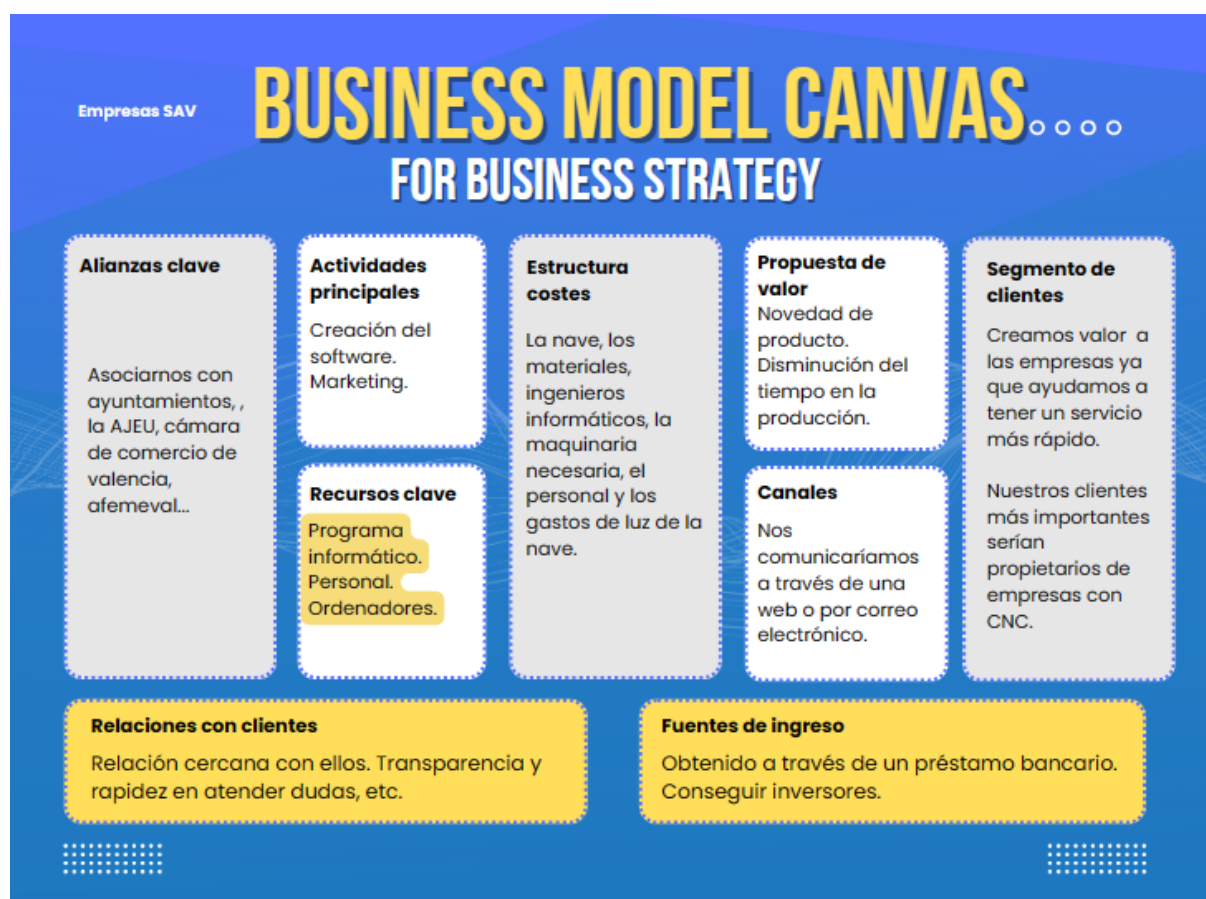 Empresas SAV
BUSINESS MODEL CANVAS
FOR BUSINESS STRATEGY
Alianzas clave
Asociarnos con
ayuntamientos, ,
la AJEU, cámara
de comercio de
valencia,
afemeval...
Actividades
principales
Creación del
software.
Marketing.
Recursos clave
Programa
informático.
Personal.
Ordenadores.
Estructura
costes
La nave, los
materiales,
ingenieros
informáticos, la
maquinaria
necesaria, el
personal y los
gastos de luz de la
nave.
Propuesta de
valor
Novedad de
producto.
Disminución del
tiempo en la
producción.
Canales
Nos
comunicaríamos
a través de una
web o por correo
electrónico.
Segmento de
clientes
Creamos valor a
las empresas ya
que ayudamos a
tener un servicio
más rápido.
Nuestros clientes
más importantes
serían
propietarios de
empresas con
CNC.
Relaciones con clientes
Relación cercana con ellos. Transparencia y
rapidez en atender dudas, etc.
Fuentes de ingreso
Obtenido a través de un préstamo bancario.
Conseguir inversores.